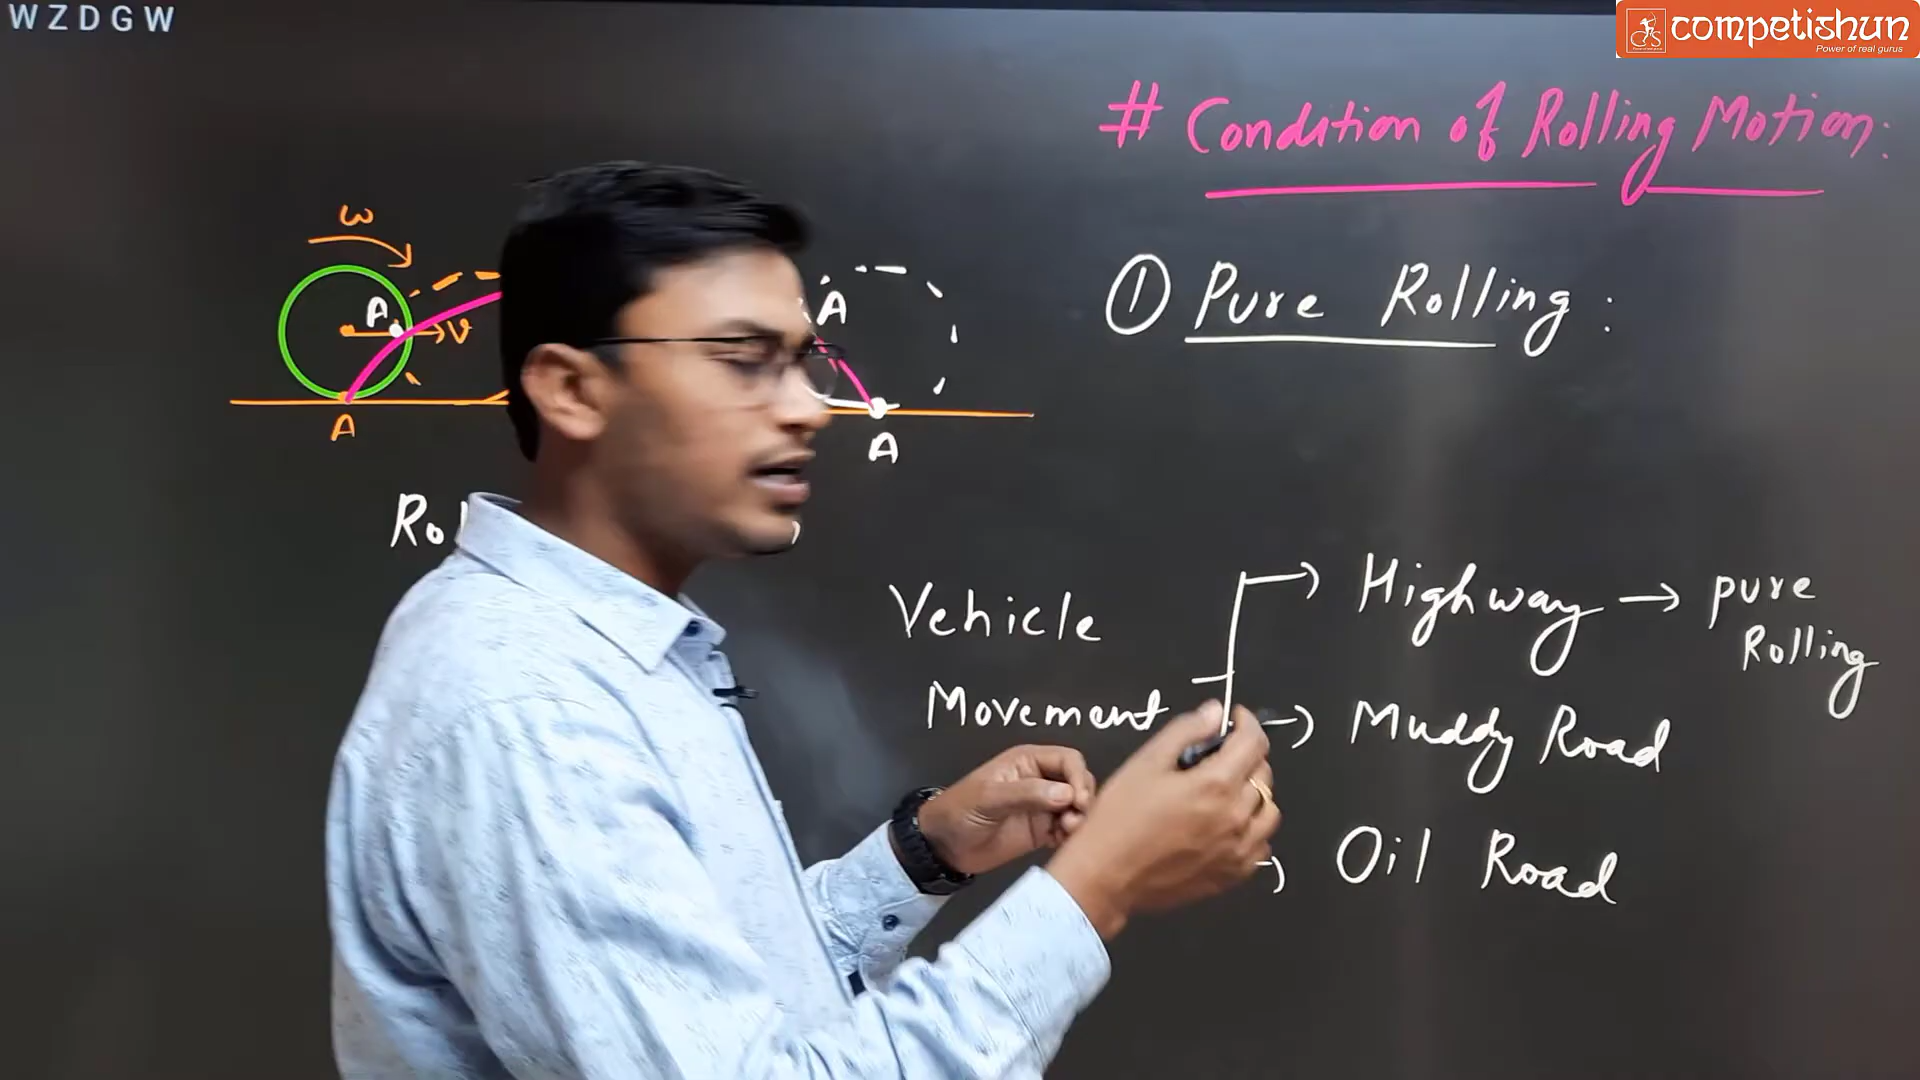 WZDGW
competishun
Power of real gurus
# Condition of Rolling Motion:
ω
A
v
A
A
A
① Pure Rolling:
Vehicle
Movement
Highway → pure
Rolling
Muddy Road
Oil Road